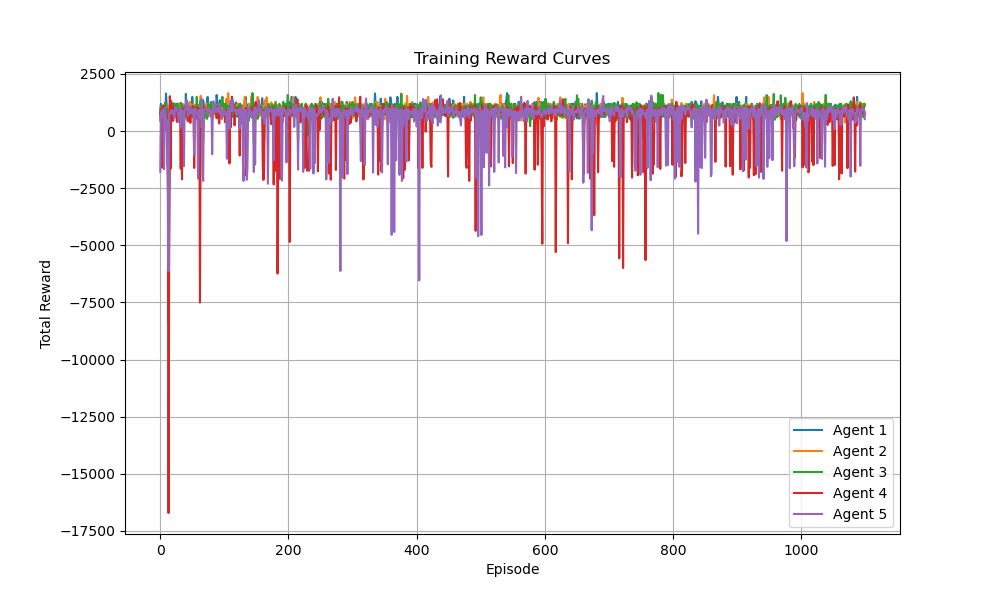 Training Reward Curves
Total Reward
2500
0
−2500
−5000
−7500
−10000
−12500
−15000
−17500
0 200 400 600 800 1000
Episode
Agent 1
Agent 2
Agent 3
Agent 4
Agent 5